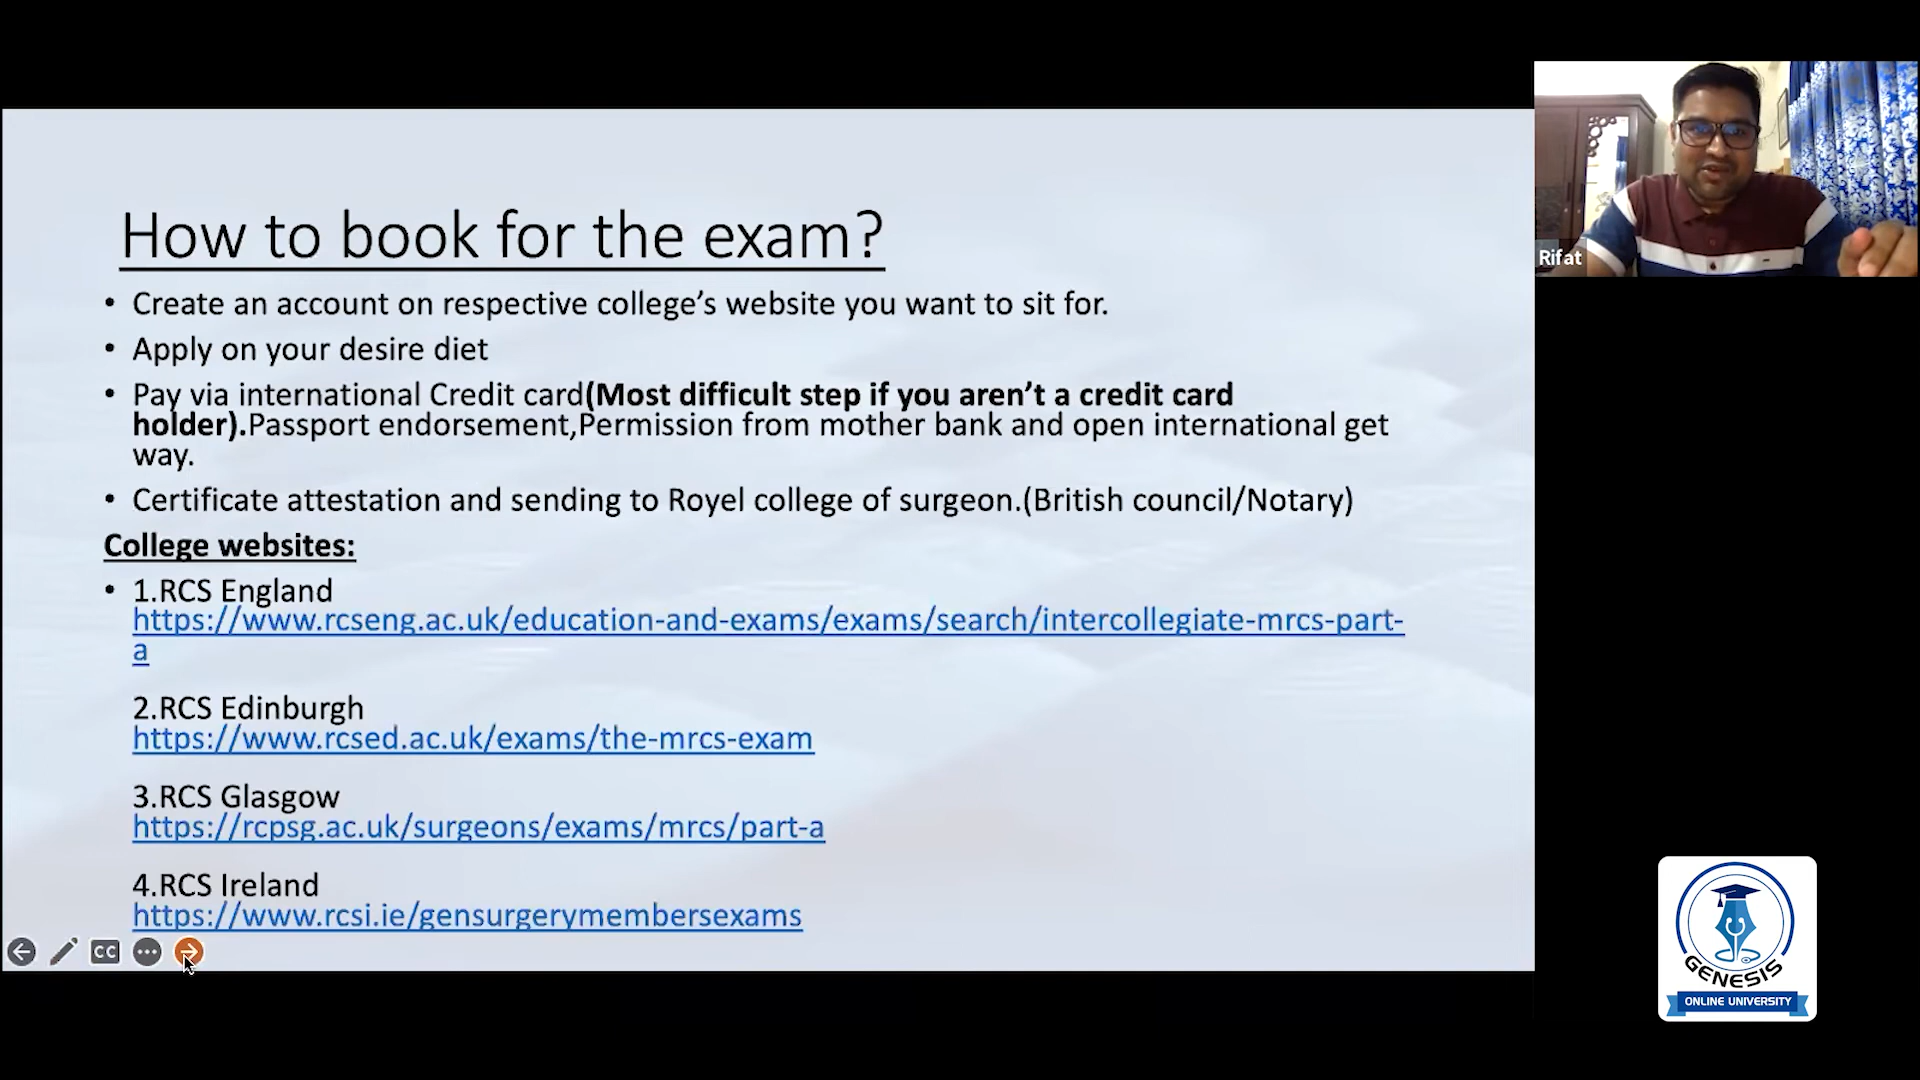 How to book for the exam?
• Create an account on respective college's website you want to sit for.
• Apply on your desire diet
• Pay via international Credit card(Most difficult step if you aren't a credit card
holder).Passport endorsement,Permission from mother bank and open international get
way.
• Certificate attestation and sending to Royel college of surgeon.(British council/Notary)
College websites:
• 1.RCS England
https://www.rcseng.ac.uk/education-and-exams/exams/search/intercollegiate-mrcs-part-
a
2.RCS Edinburgh
https://www.rcsed.ac.uk/exams/the-mrcs-exam
3.RCS Glasgow
https://rcpsg.ac.uk/surgeons/exams/mrcs/part-a
4.RCS Ireland
https://www.rcsi.ie/gensurgerymembersexams
CC
Rifat
GENESIS
ONLINE UNIVERSITY